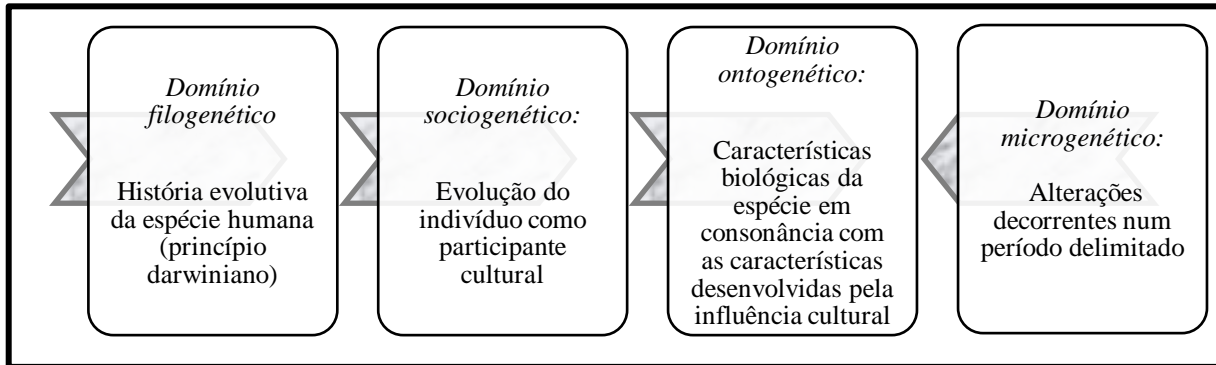 Domínio
filogenético
História evolutiva
da espécie humana
(princípio
darwiniano)
Domínio
sociogenético:
Evolução do
indivíduo como
participante
cultural
Domínio
ontogenético:
Características
biológicas da
espécie em
consonância com
as características
desenvolvidas pela
influência cultural
Domínio
microgenético:
Alterações
decorrentes num
período delimitado